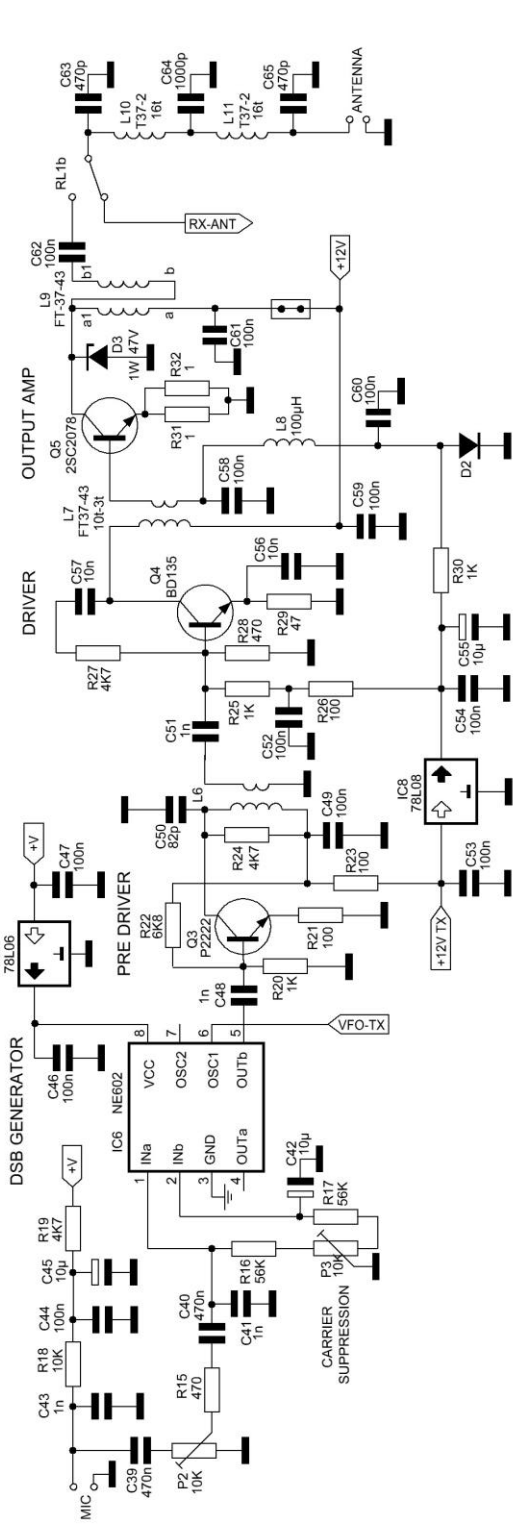 DSB GENERATOR
PRE DRIVER
DRIVER
OUTPUT AMP
MIC
C43
1n
R18
10K
C44
100n
C45
10µ
R19
4K7
+V
C39
470n
P2
10K
R15
470
C40
470n
C41
1n
R16
56K
P3
10K
R17
56K
C42
10µ
CARRIER
SUPPRESSION
IC6
NE602
1
INa
2
INb
3
GND
4
OUTa
8
VCC
7
OSC2
6
OSC1
5
OUTb
C46
100n
78L06
C47
100n
+V
VFO-TX
1n
C48
R20
1K
Q3
P2222
R22
6K8
R21
100
R24
4K7
C50
82p
L6
C49
100n
R23
100
+12V TX
C53
100n
IC8
78L08
C51
1n
R25
1K
C52
100n
R26
100
C54
100n
C55
10µ
R27
4K7
C57
10n
Q4
BD135
R28
470
R29
47
C56
10n
R30
1K
L7
FT37-43
10t-3t
C58
100n
C59
100n
L8
100µH
C60
100n
D2
Q5
2SC2078
R31
1
R32
1
D3
1W 47V
L9
FT-37-43
a1
a
b1
b
C61
100n
+12V
C62
100n
RL1b
RX-ANT
C63
470p
L10
T37-2
16t
C64
1000p
L11
T37-2
16t
C65
470p
ANTENNA